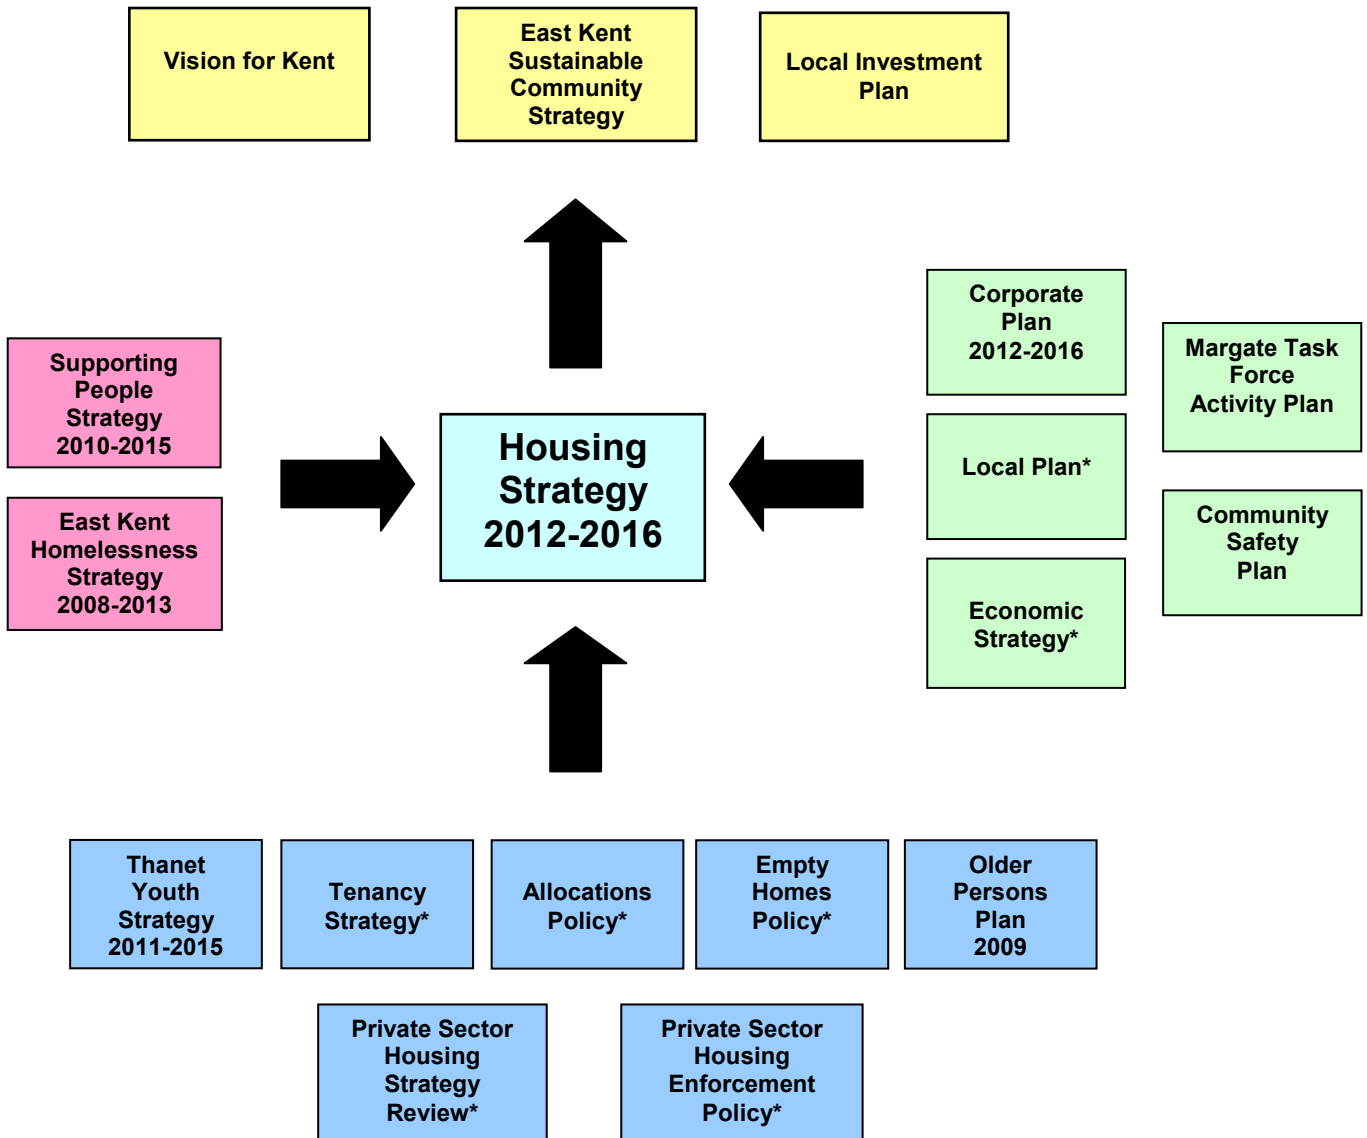 Vision for Kent
East Kent
Sustainable
Community
Strategy
Local Investment
Plan
Supporting
People
Strategy
2010-2015
East Kent
Homelessness
Strategy
2008-2013
Housing
Strategy
2012-2016
Corporate
Plan
2012-2016
Local Plan*
Economic
Strategy*
Margate Task
Force
Activity Plan
Community
Safety
Plan
Thanet
Youth
Strategy
2011-2015
Tenancy
Strategy*
Allocations
Policy*
Empty
Homes
Policy*
Older
Persons
Plan
2009
Private Sector
Housing
Strategy
Review*
Private Sector
Housing
Enforcement
Policy*